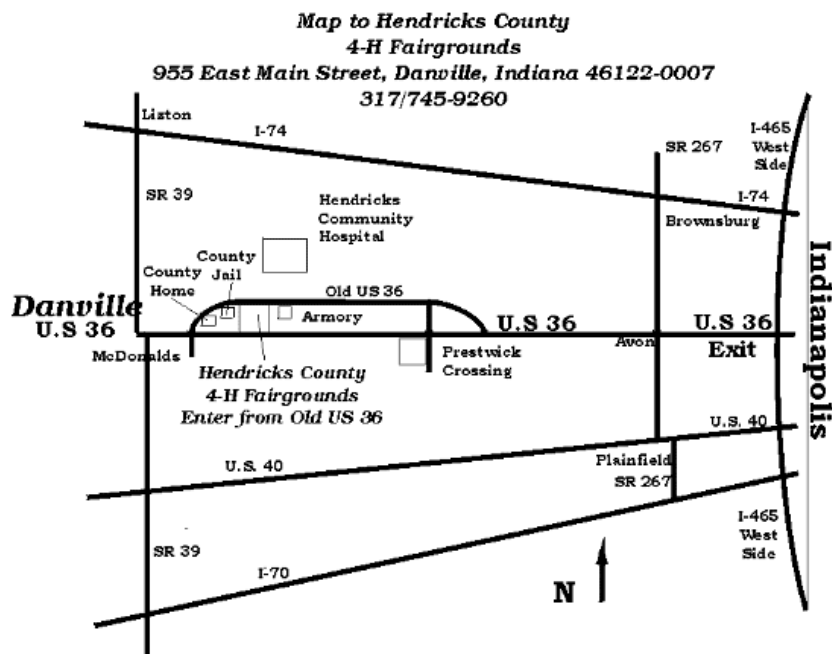 Map to Hendricks County
4-H Fairgrounds
955 East Main Street, Danville, Indiana 46122-0007
317/745-9260
Liston
I-74
SR 267
I-465
West
Side
SR 39
Hendricks
Community
Hospital
I-74
Brownsburg
County
Jail
County
Home
Old US 36
Danville
U.S 36
Armory
U.S 36
U.S 36
Exit
Indianapolis
McDonalds
Prestwick
Crossing
Avon
Hendricks County
4-H Fairgrounds
Enter from Old US 36
U.S. 40
U.S. 40
Plainfield
SR 267
I-465
West
Side
SR 39
I-70
N